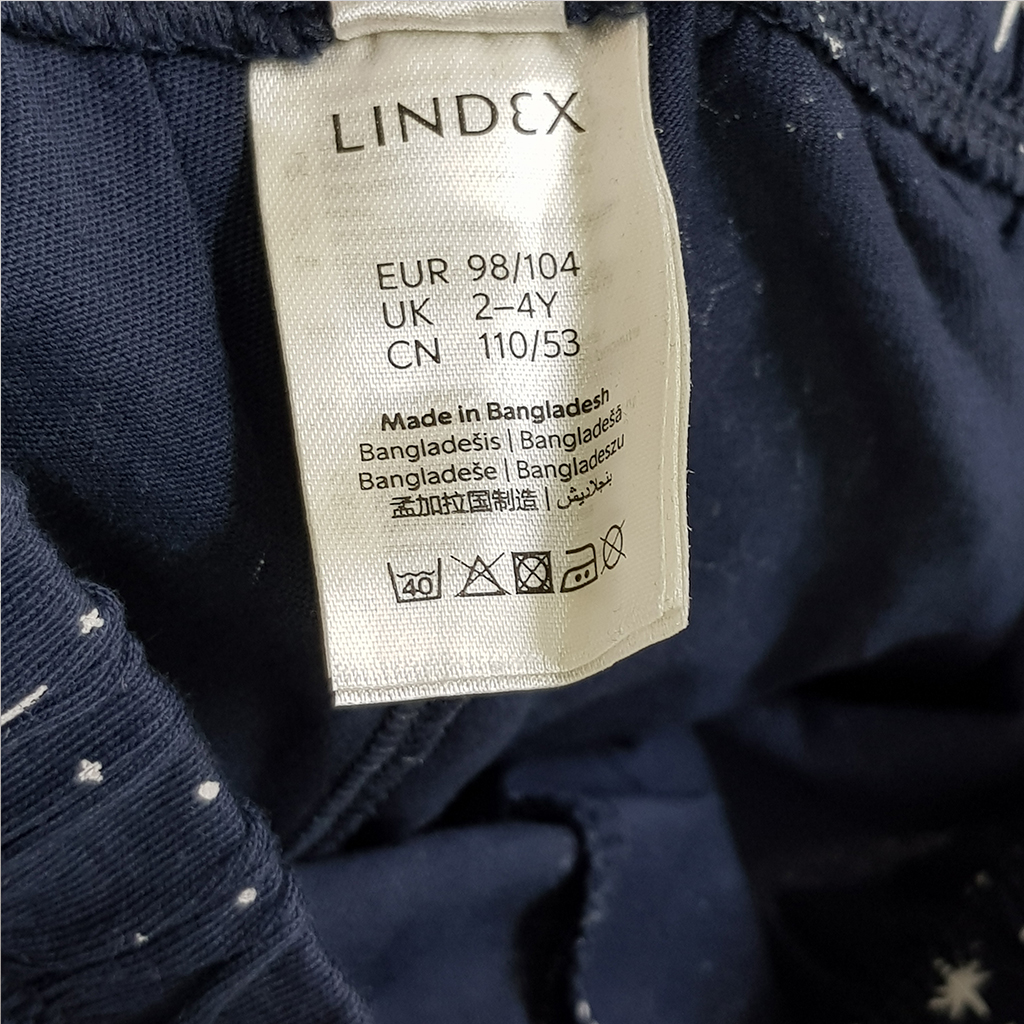 LINDEX
EUR 98/104
UK 2–4Y
CN 110/53
Made in Bangladesh
Bangladešis | Bangladešā
Bangladeše | Bangladeszu
孟加拉国制造 | بنجلاديش
40